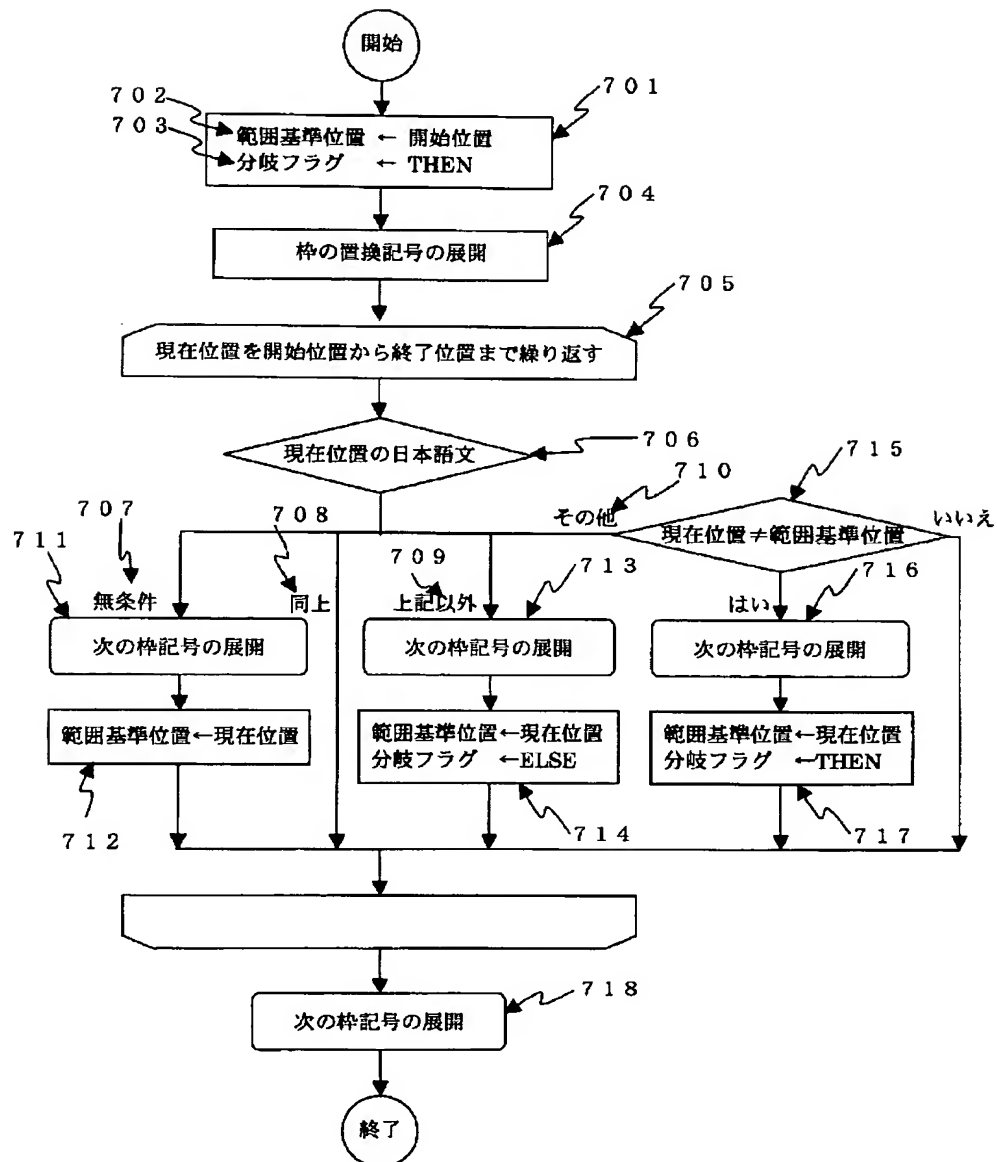 開始
７０２
７０１
７０３
範囲基準位置 ← 開始位置
分岐フラグ ← THEN
７０４
枠の置換記号の展開
７０５
現在位置を開始位置から終了位置まで繰り返す
７０６
現在位置の日本語文
７１０
７１５
その他
現在位置≠範囲基準位置
いいえ
７０７
７０８
７１１
７０９
７１３
７１６
無条件
同上
上記以外
はい
次の枠記号の展開
次の枠記号の展開
次の枠記号の展開
範囲基準位置←現在位置
範囲基準位置←現在位置
分岐フラグ ←ELSE
範囲基準位置←現在位置
分岐フラグ ←THEN
７１２
７１４
７１７
７１８
次の枠記号の展開
終了